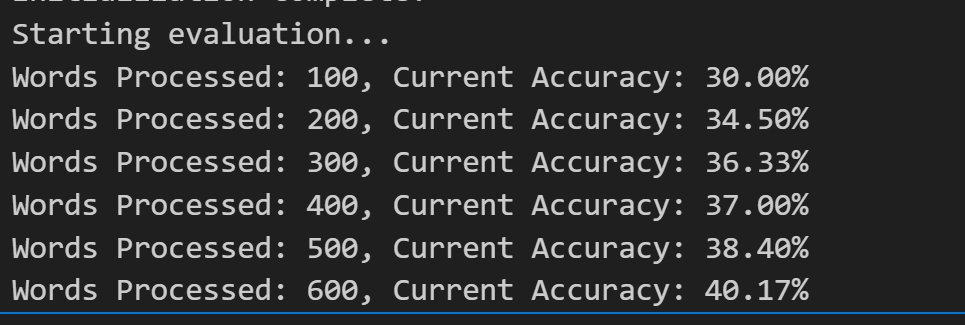 Starting evaluation...
Words Processed: 100, Current Accuracy: 30.00%
Words Processed: 200, Current Accuracy: 34.50%
Words Processed: 300, Current Accuracy: 36.33%
Words Processed: 400, Current Accuracy: 37.00%
Words Processed: 500, Current Accuracy: 38.40%
Words Processed: 600, Current Accuracy: 40.17%